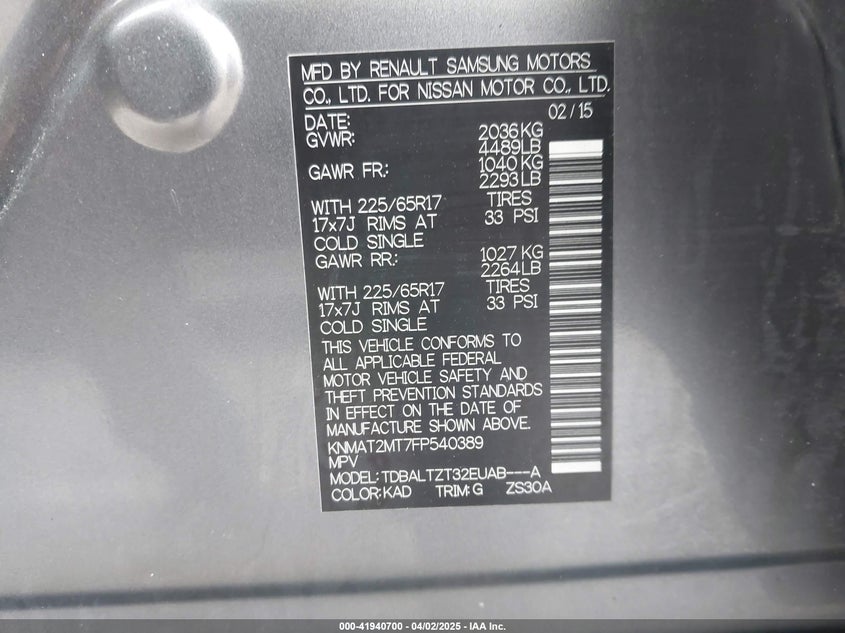 MFD BY RENAULT SAMSUNG MOTORS
CO., LTD. FOR NISSAN MOTOR CO., LTD.
DATE: 02/15
GVWR: 2036KG
4489LB
GAWR FR.: 1040KG
2293LB
WITH 225/65R17 TIRES
17x7J RIMS AT 33 PSI
COLD SINGLE
GAWR RR.: 1027 KG
2264LB
WITH 225/65R17 TIRES
17x7J RIMS AT 33 PSI
COLD SINGLE
THIS VEHICLE CONFORMS TO
ALL APPLICABLE FEDERAL
MOTOR VEHICLE SAFETY AND
THEFT PREVENTION STANDARDS
IN EFFECT ON THE DATE OF
MANUFACTURE SHOWN ABOVE.
KNMAT2MT7FP540389
MPV
MODEL: TDBALTZT32EUAB---A
COLOR: KAD TRIM: G ZS30A
000-41940700 - 04/02/2025 - IAA Inc.